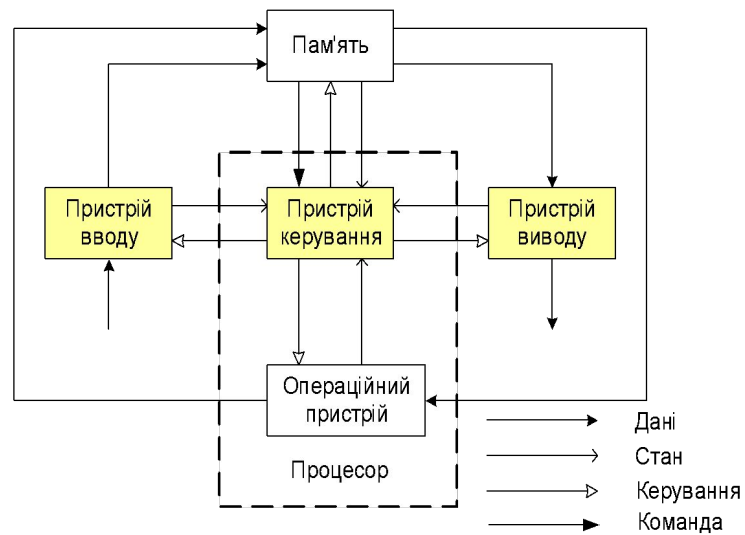 Пам'ять
Пристрій
вводу
Пристрій
керування
Пристрій
виводу
Операційний
пристрій
Процесор
Дані
Стан
Керування
Команда